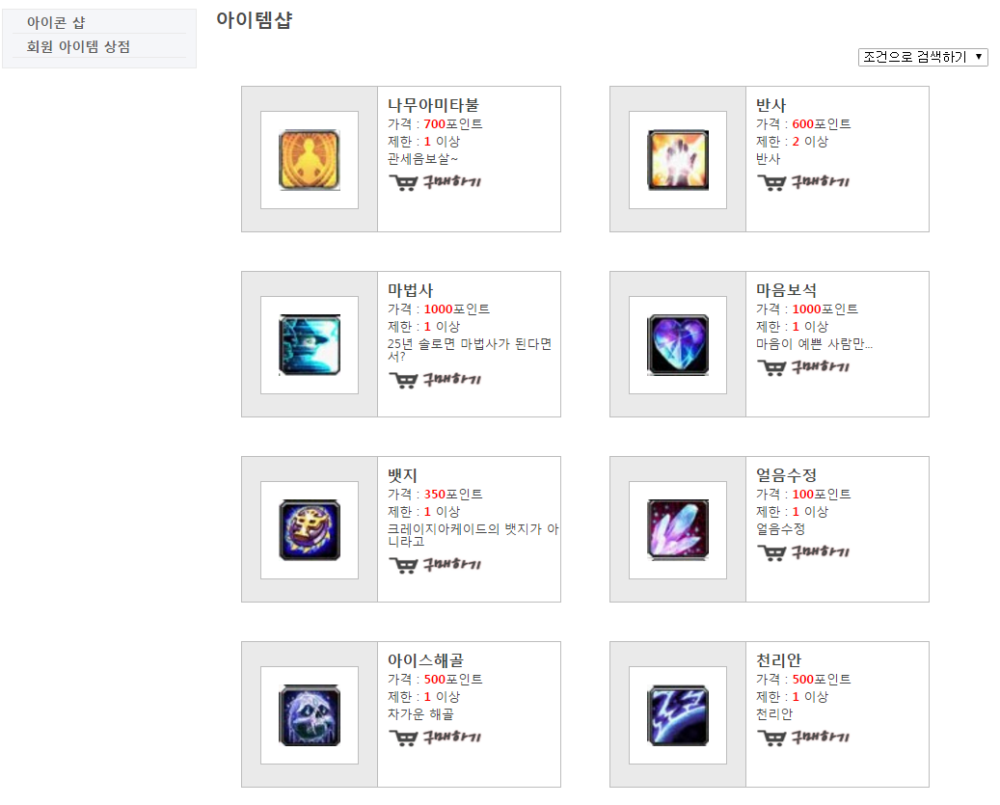 아이콘 샵
회원 아이템 상점
아이템샵
조건으로 검색하기
나무아미타불
가격 : 700포인트
제한 : 1 이상
관세음보살~
구매하기
반사
가격 : 600포인트
제한 : 2 이상
반사
구매하기
마법사
가격 : 1000포인트
제한 : 1 이상
25년 솔로면 마법사가 된다면
서?
구매하기
마음보석
가격 : 1000포인트
제한 : 1 이상
마음이 예쁜 사람만...
구매하기
뱃지
가격 : 350포인트
제한 : 1 이상
크레이지아케이드의 뱃지가 아
니라고
구매하기
얼음수정
가격 : 100포인트
제한 : 1 이상
얼음수정
구매하기
아이스해골
가격 : 500포인트
제한 : 1 이상
차가운 해골
구매하기
천리안
가격 : 500포인트
제한 : 1 이상
천리안
구매하기